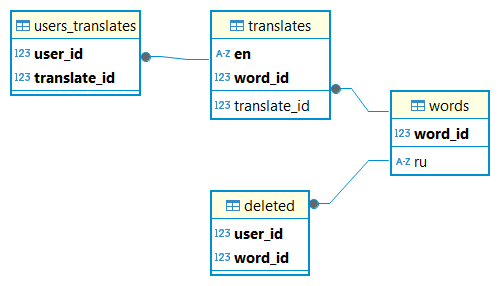 users_translates
123 user_id
123 translate_id
translates
A-Z en
123 word_id
123 translate_id
words
123 word_id
A-Z ru
deleted
123 user_id
123 word_id